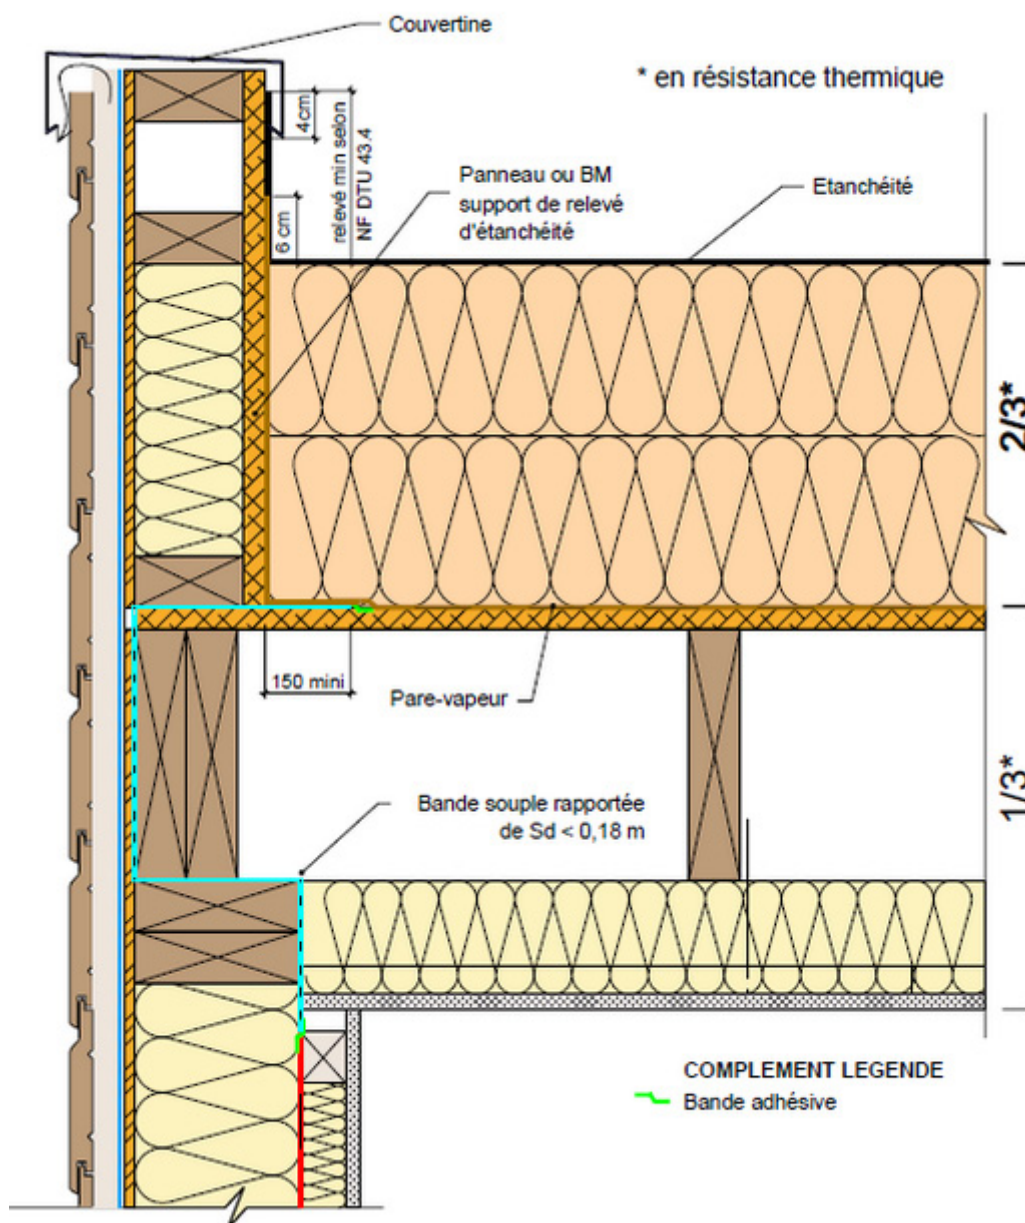 Couvertine
* en résistance thermique
4cm
relevé min selon
NF DTU 43.4
6 cm
Panneau ou BM
support de relevé
d'étanchéité
Etanchéité
2/3*
150 mini
Pare-vapeur
1/3*
Bande souple rapportée
de Sd < 0,18 m
COMPLEMENT LEGENDE
Bande adhésive